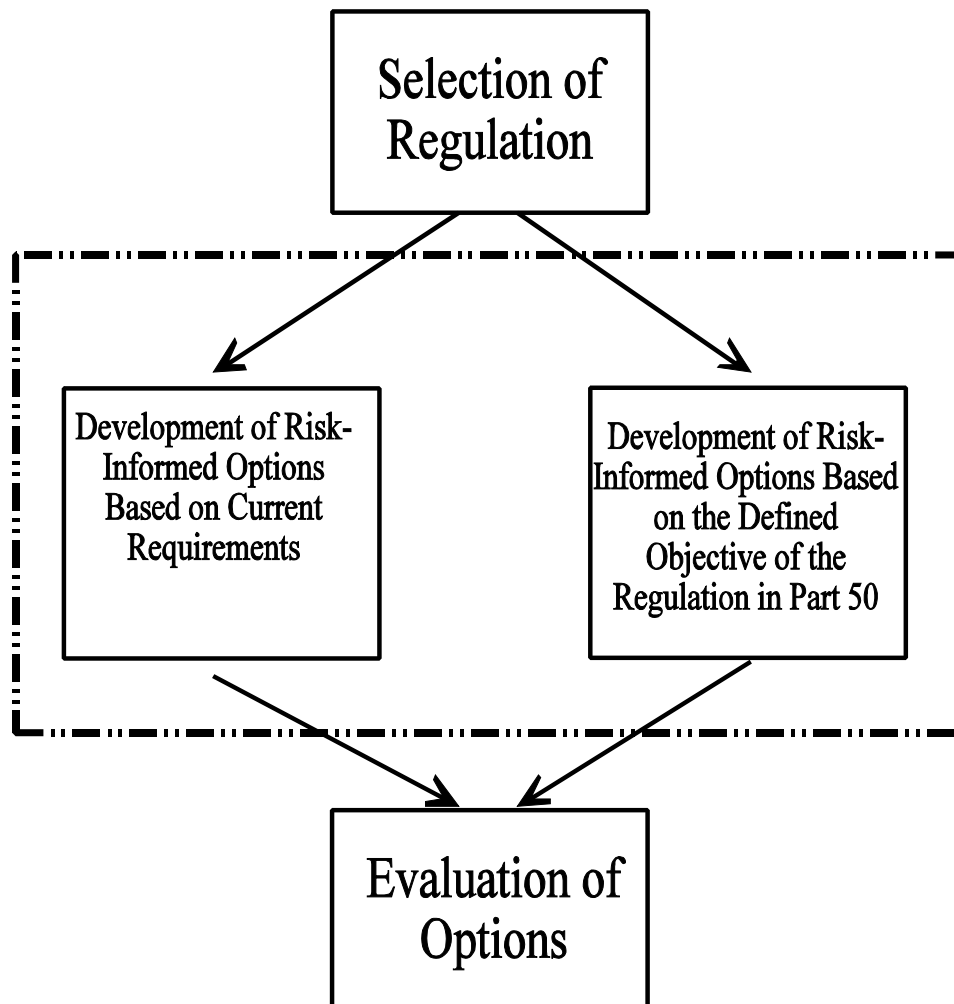 Selection of
Regulation
Development of Risk-
Informed Options
Based on Current
Requirements
Development of Risk-
Informed Options Based
on the Defined
Objective of the
Regulation in Part 50
Evaluation of
Options